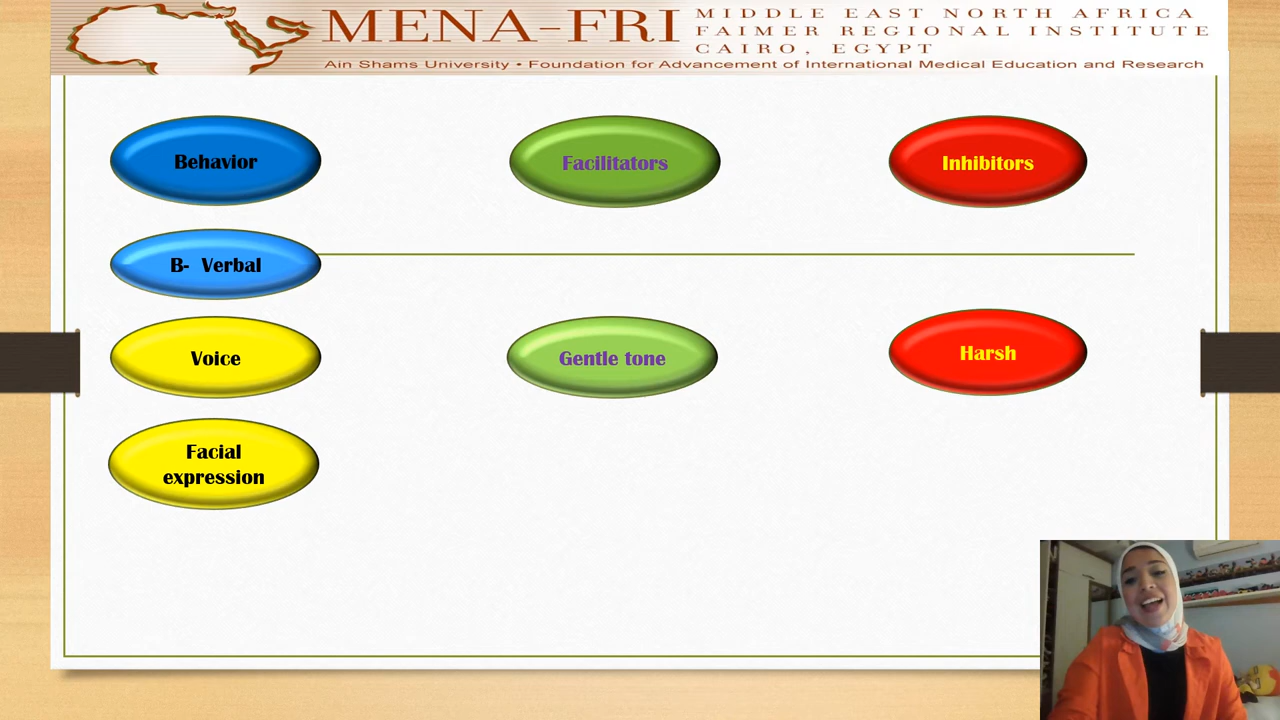 MENA-FRI
MIDDLE EAST NORTH AFRICA
FAIMER REGIONAL INSTITUTE
CAIRO, EGYPT
Ain Shams University • Foundation for Advancement of International Medical Education and Research
Behavior
Facilitators
Inhibitors
B- Verbal
Voice
Gentle tone
Harsh
Facial
expression